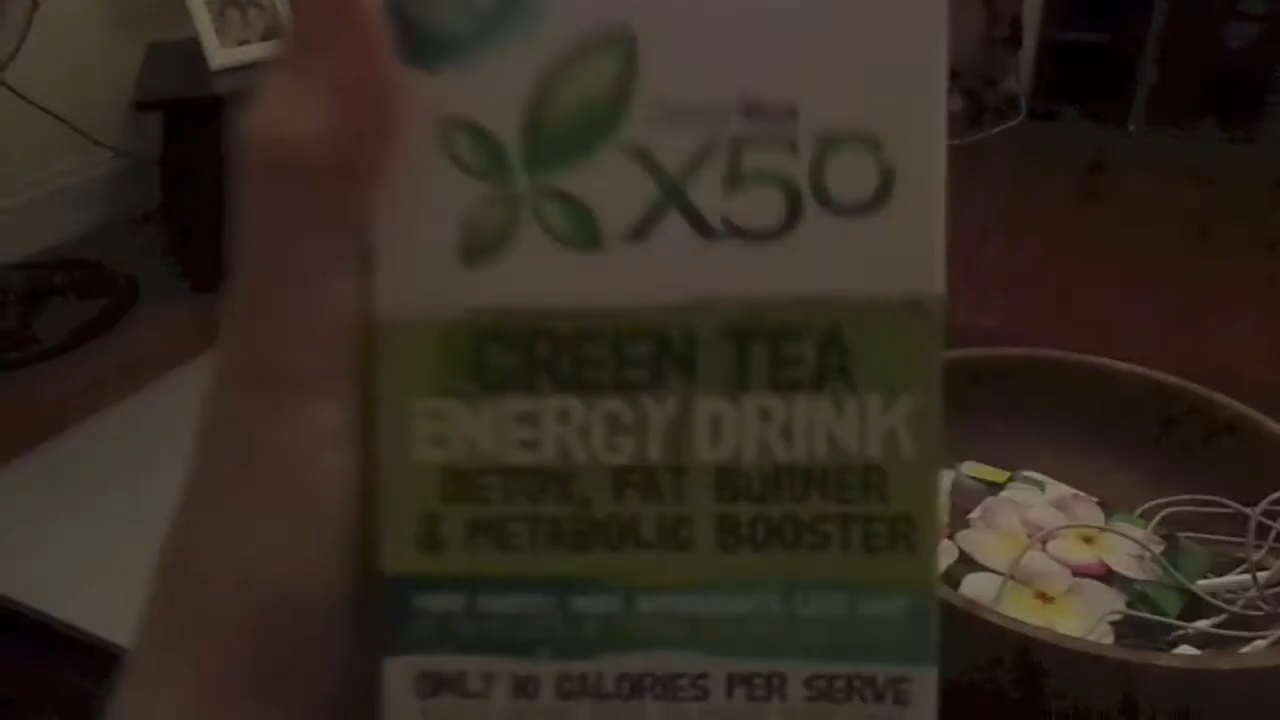 X50
GREEN TEA
ENERGY DRINK
DETOX, FAT BURNER
& METABOLIC BOOSTER
ONLY 10 CALORIES PER SERVE